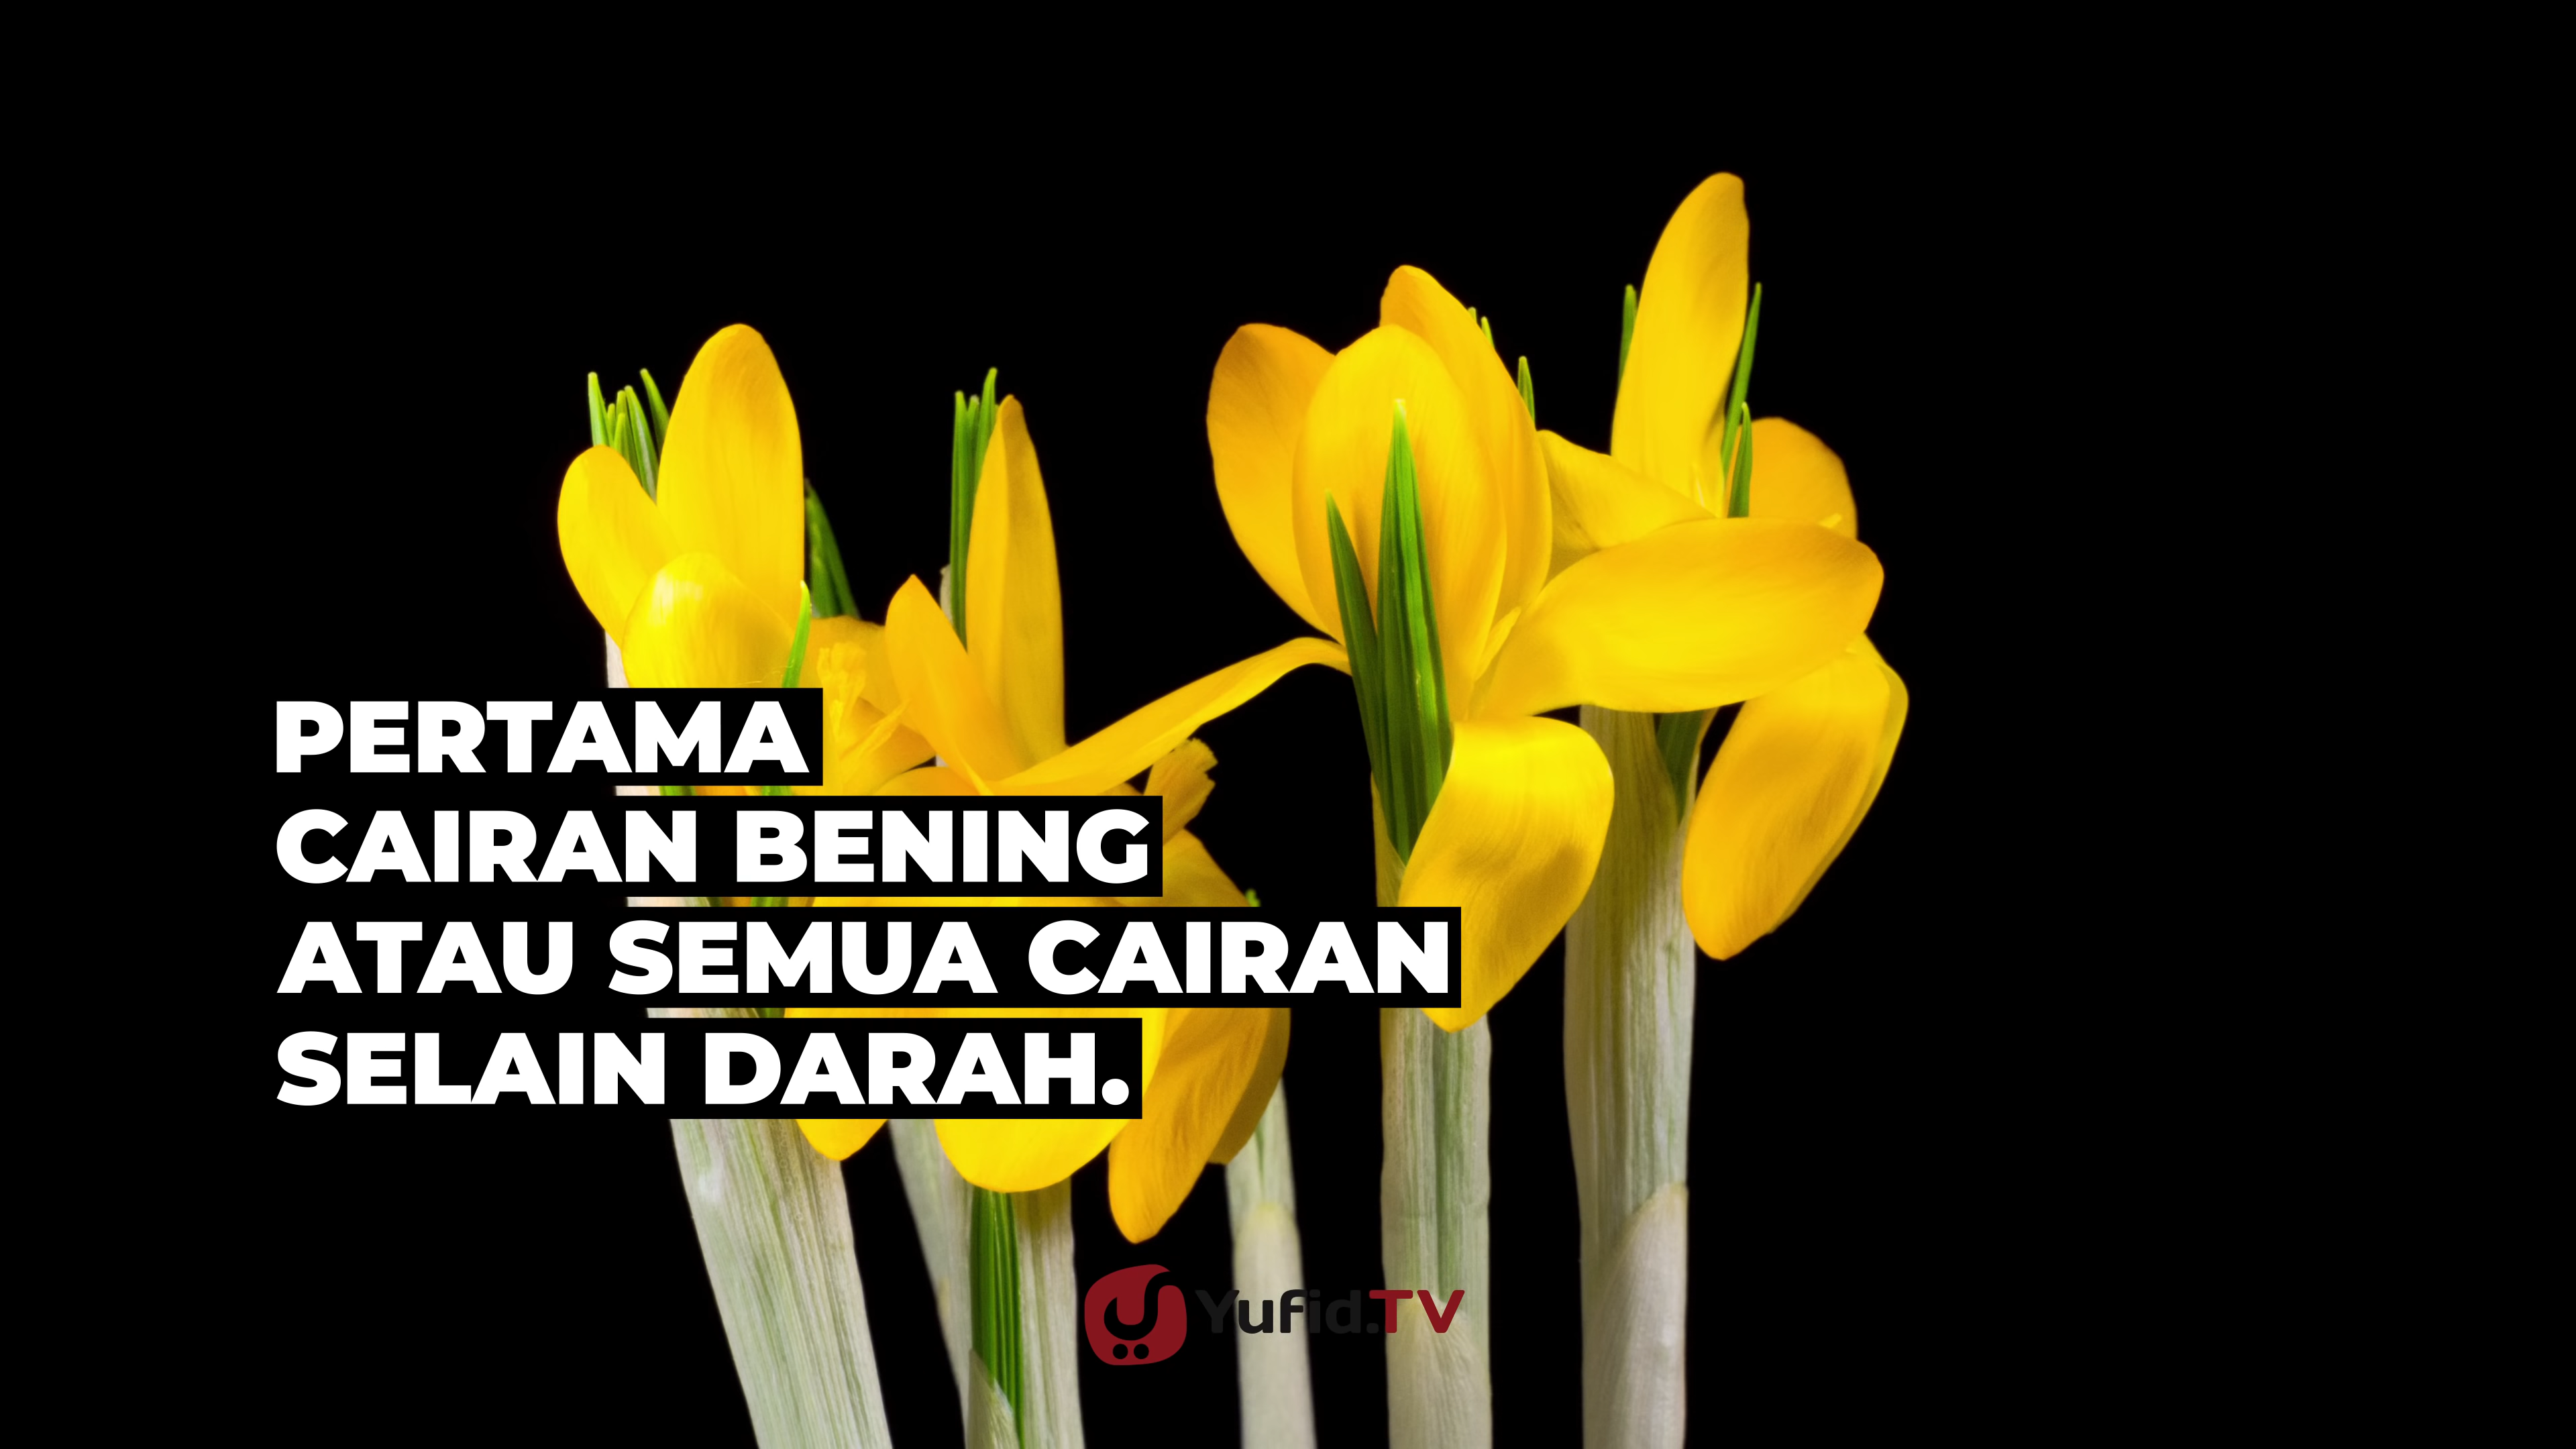 PERTAMA
CAIRAN BENING
ATAU SEMUA CAIRAN
SELAIN DARAH.
Yufid.TV